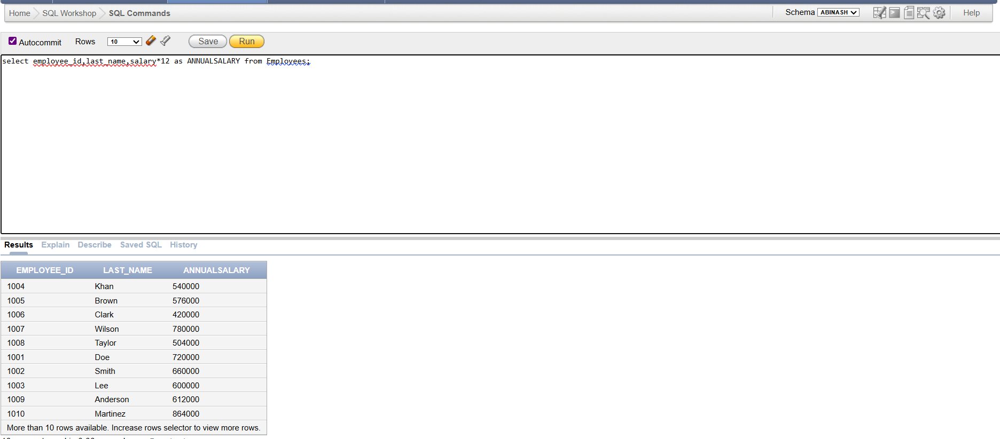 Home SQL Workshop SQL Commands Schema ABINASH Help
Autocommit Rows 10 Save Run
select employee_id,last_name,salary*12 as ANNUALSALARY from Employees;
Results Explain Describe Saved SQL History
EMPLOYEE_ID LAST_NAME ANNUALSALARY
1004 Khan 540000
1005 Brown 576000
1006 Clark 420000
1007 Wilson 780000
1008 Taylor 504000
1001 Doe 720000
1002 Smith 660000
1003 Lee 600000
1009 Anderson 612000
1010 Martinez 864000
More than 10 rows available. Increase rows selector to view more rows.